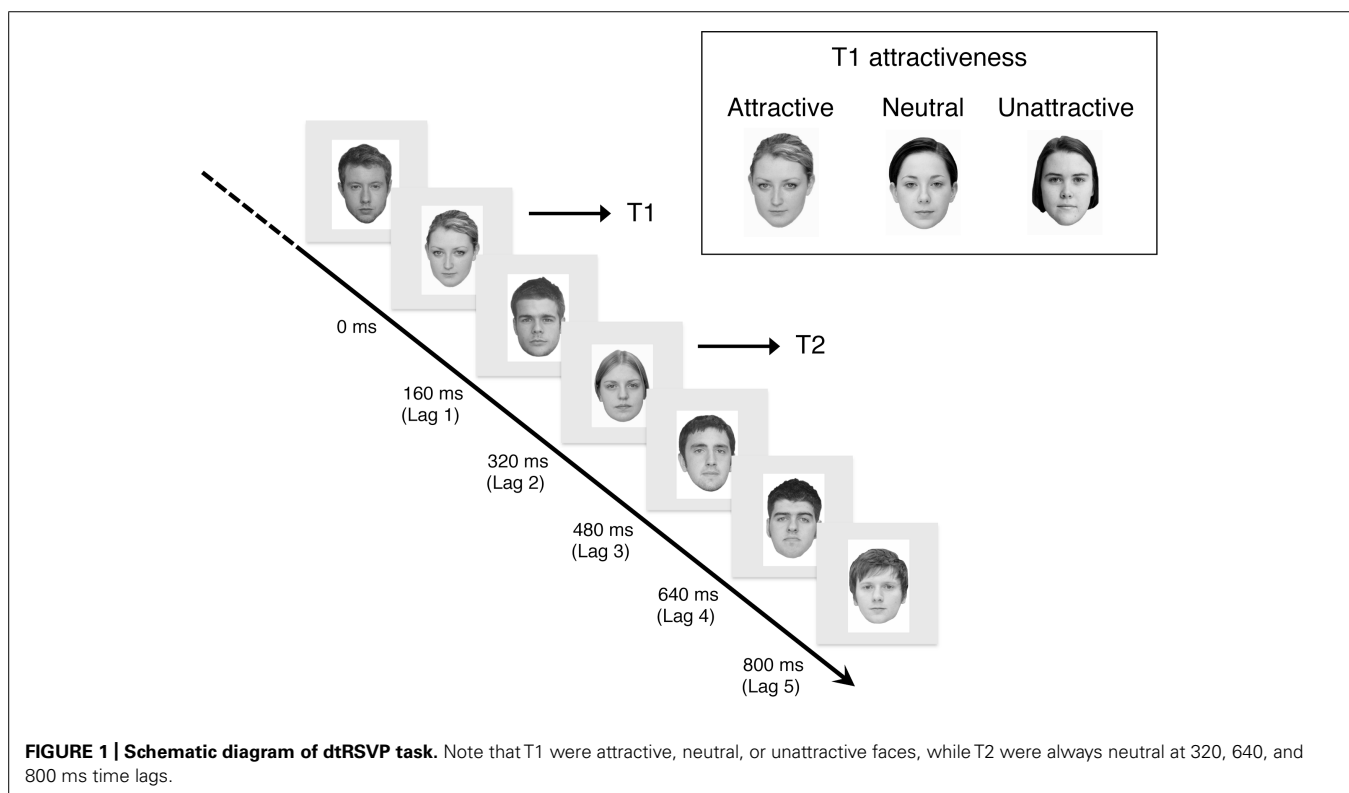 T1 attractiveness
Attractive Neutral Unattractive
T1
T2
0 ms
160 ms
(Lag 1)
320 ms
(Lag 2)
480 ms
(Lag 3)
640 ms
(Lag 4)
800 ms
(Lag 5)
FIGURE 1 | Schematic diagram of dtRSVP task. Note that T1 were attractive, neutral, or unattractive faces, while T2 were always neutral at 320, 640, and
800 ms time lags.